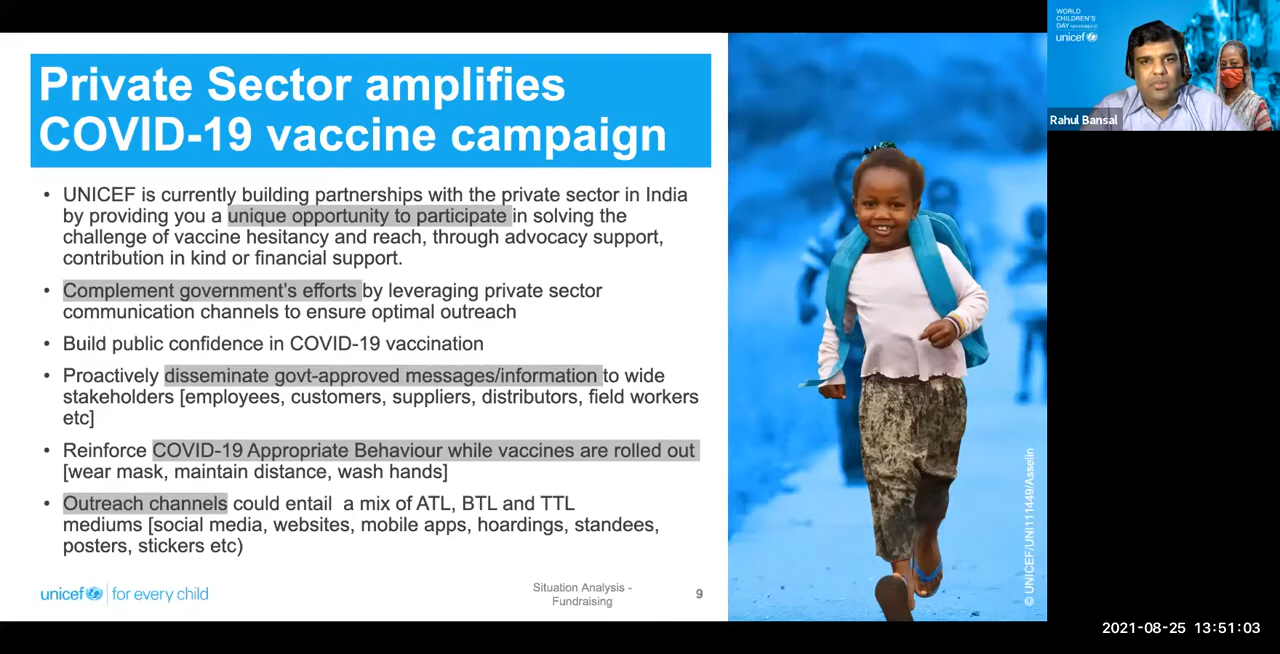 Private Sector amplifies
COVID-19 vaccine campaign
• UNICEF is currently building partnerships with the private sector in India
by providing you a unique opportunity to participate in solving the
challenge of vaccine hesitancy and reach, through advocacy support,
contribution in kind or financial support.
• Complement government's efforts by leveraging private sector
communication channels to ensure optimal outreach
• Build public confidence in COVID-19 vaccination
• Proactively disseminate govt-approved messages/information to wide
stakeholders [employees, customers, suppliers, distributors, field workers
etc]
• Reinforce COVID-19 Appropriate Behaviour while vaccines are rolled out
[wear mask, maintain distance, wash hands]
• Outreach channels could entail a mix of ATL, BTL and TTL
mediums [social media, websites, mobile apps, hoardings, standees,
posters, stickers etc)
unicef | for every child
Situation Analysis -
Fundraising
9
© UNICEF/UNI111449/Asselin
WORLD
CHILDREN'S
DAY NOVEMBER 20
unicef
Rahul Bansal
2021-08-25 13:51:03